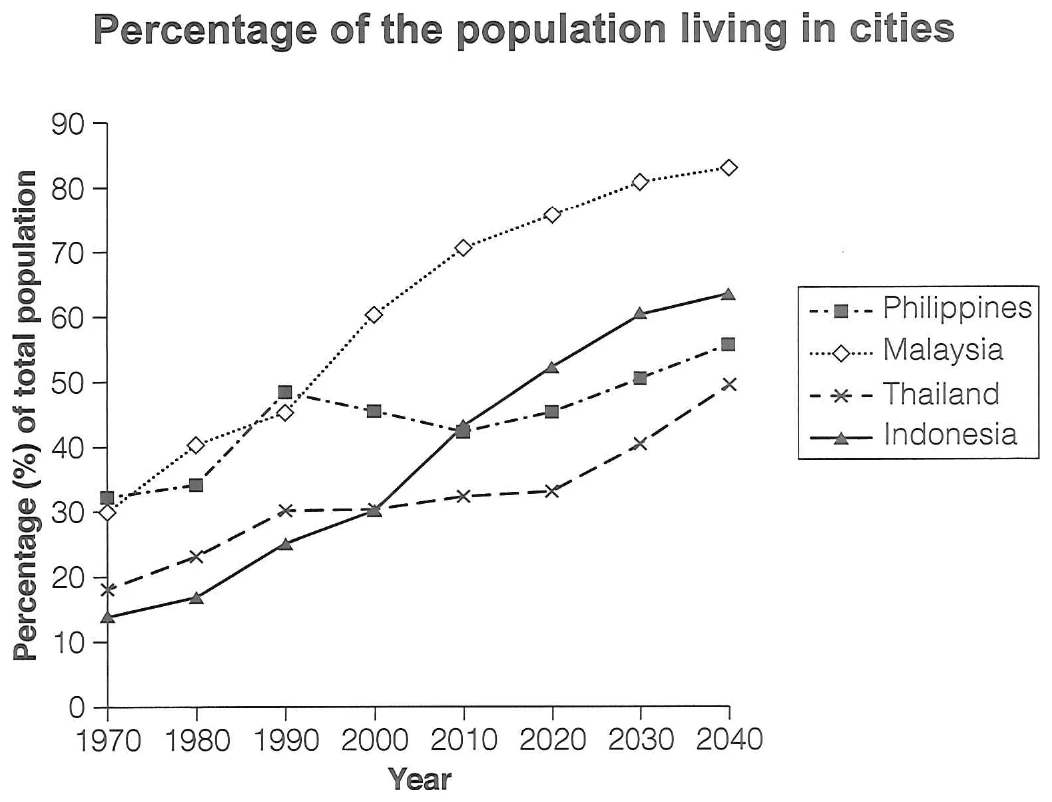 Percentage of the population living in cities
Percentage (%) of total population
90
80
70
60
50
40
30
20
10
0
1970 1980 1990 2000 2010 2020 2030 2040
Year
Philippines
Malaysia
Thailand
Indonesia